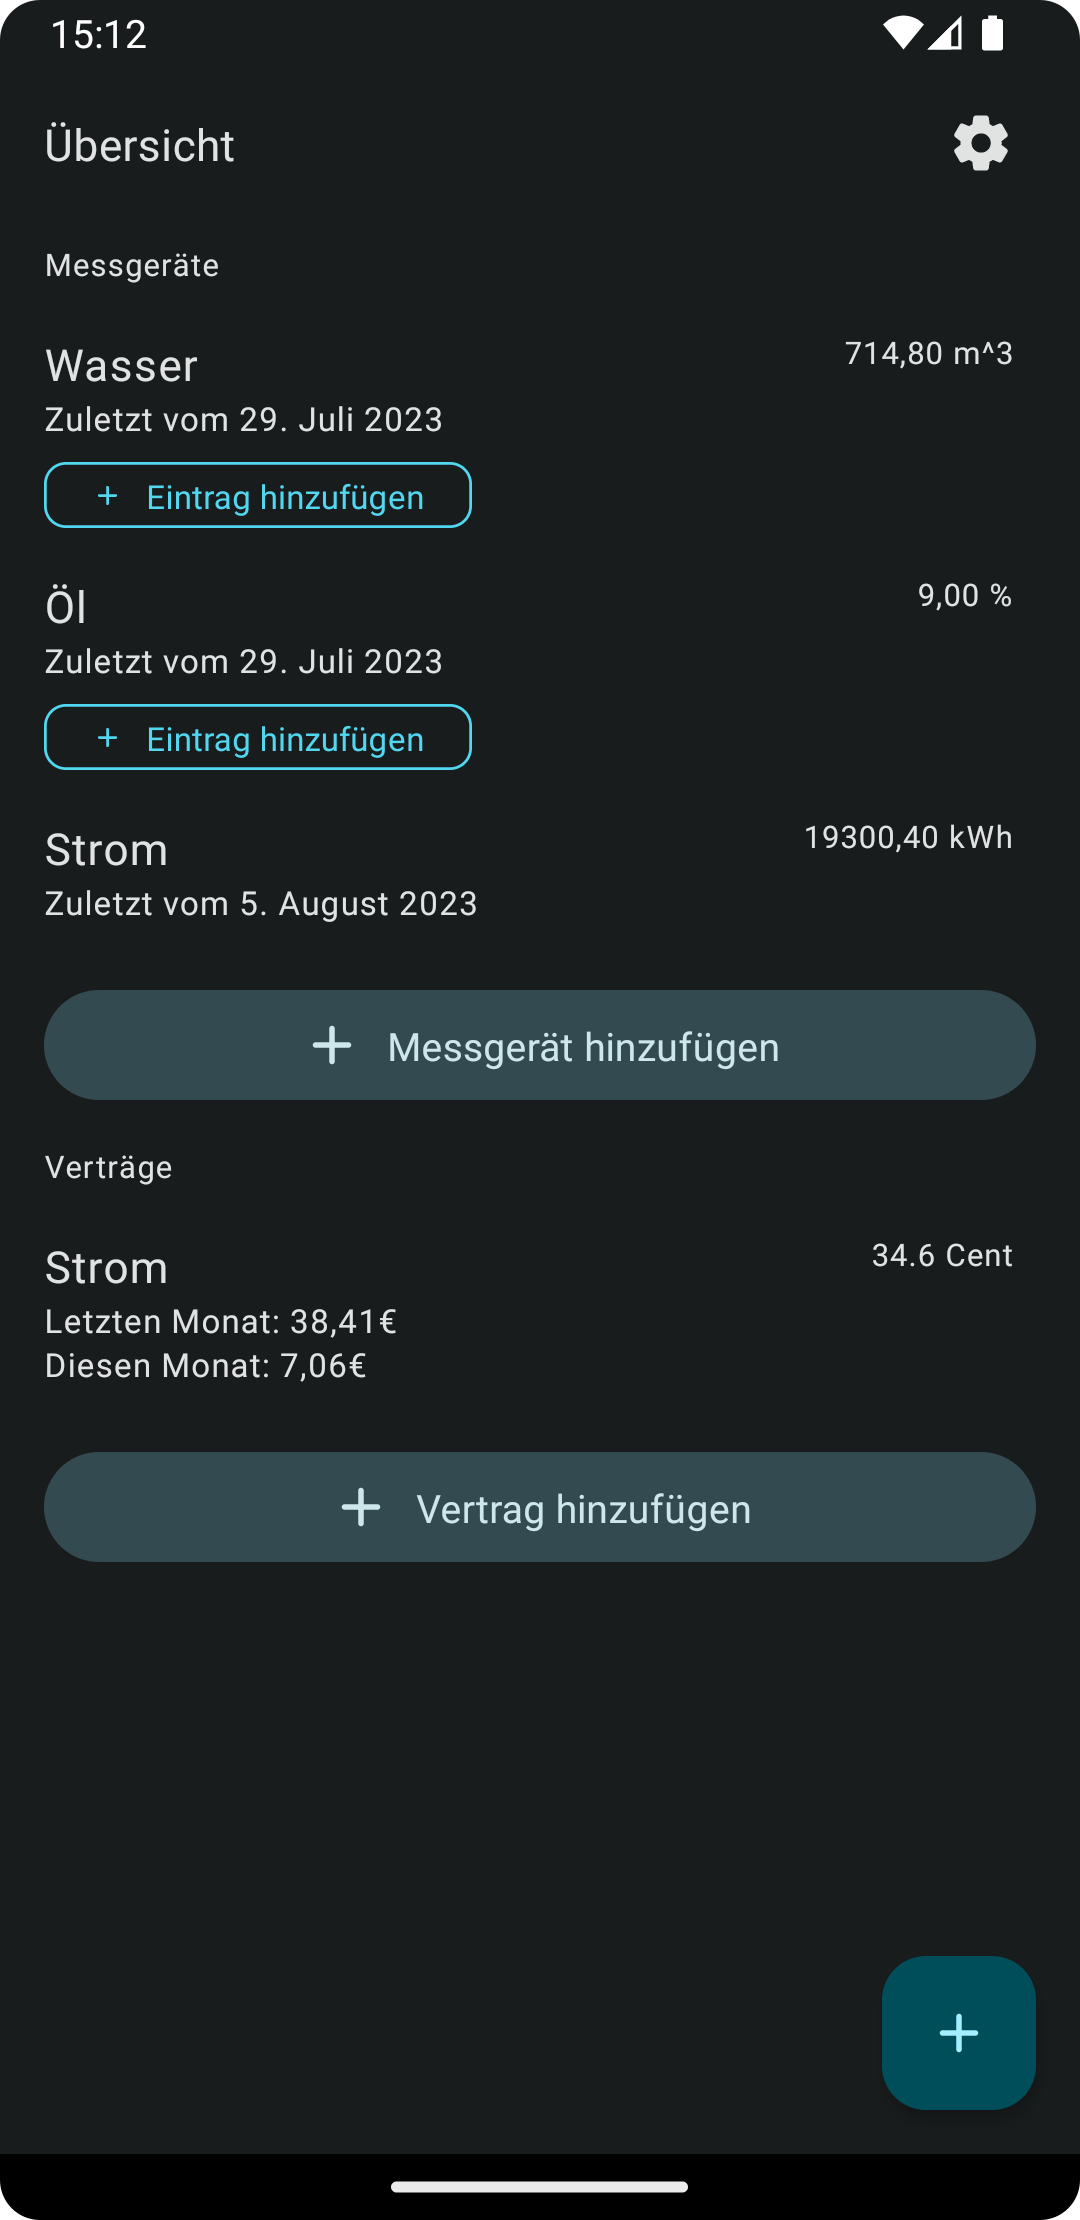 15:12
Übersicht
Messgeräte
Wasser
714,80 m^3
Zuletzt vom 29. Juli 2023
+ Eintrag hinzufügen
Öl
9,00 %
Zuletzt vom 29. Juli 2023
+ Eintrag hinzufügen
Strom
19300,40 kWh
Zuletzt vom 5. August 2023
+ Messgerät hinzufügen
Verträge
Strom
34.6 Cent
Letzten Monat: 38,41€
Diesen Monat: 7,06€
+ Vertrag hinzufügen
+